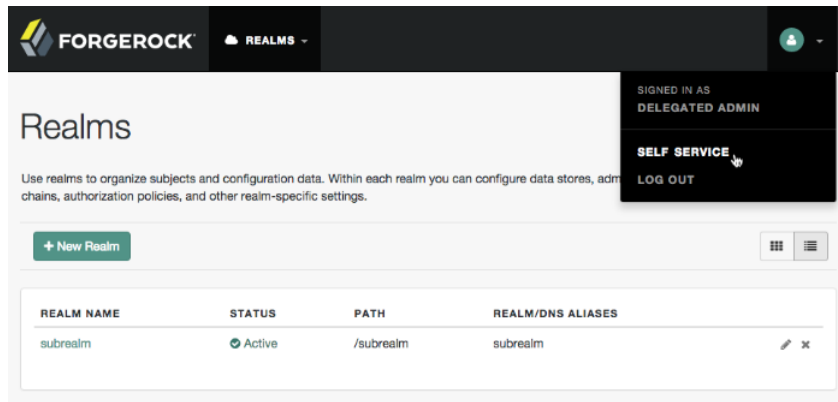 FORGEROCK
REALMS
SIGNED IN AS
DELEGATED ADMIN
SELF SERVICE
LOG OUT
Realms
Use realms to organize subjects and configuration data. Within each realm you can configure data stores, adm
chains, authorization policies, and other realm-specific settings.
+ New Realm
REALM NAME STATUS PATH REALM/DNS ALIASES
subrealm Active /subrealm subrealm